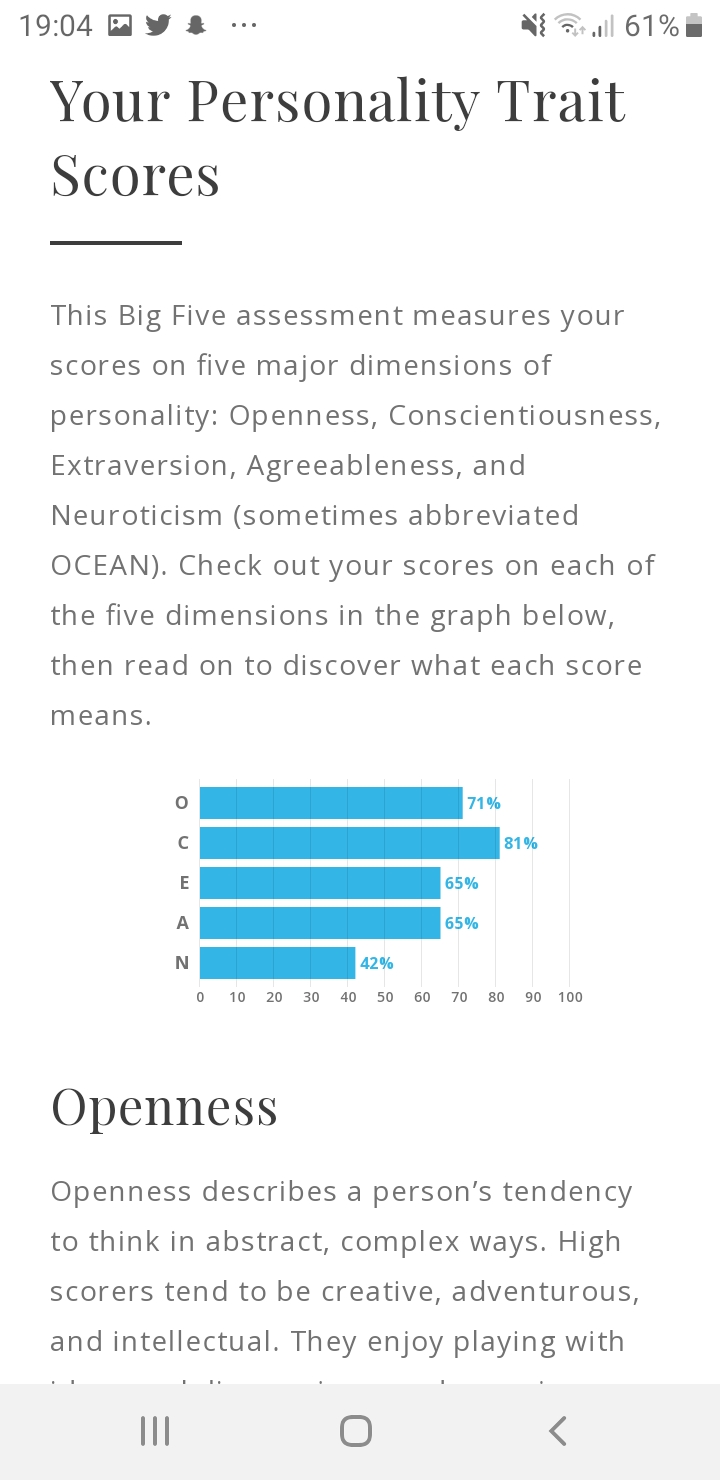 19:04 ... 61%
Your Personality Trait
Scores
This Big Five assessment measures your
scores on five major dimensions of
personality: Openness, Conscientiousness,
Extraversion, Agreeableness, and
Neuroticism (sometimes abbreviated
OCEAN). Check out your scores on each of
the five dimensions in the graph below,
then read on to discover what each score
means.
O 71%
C 81%
E 65%
A 65%
N 42%
0 10 20 30 40 50 60 70 80 90 100
Openness
Openness describes a person’s tendency
to think in abstract, complex ways. High
scorers tend to be creative, adventurous,
and intellectual. They enjoy playing with